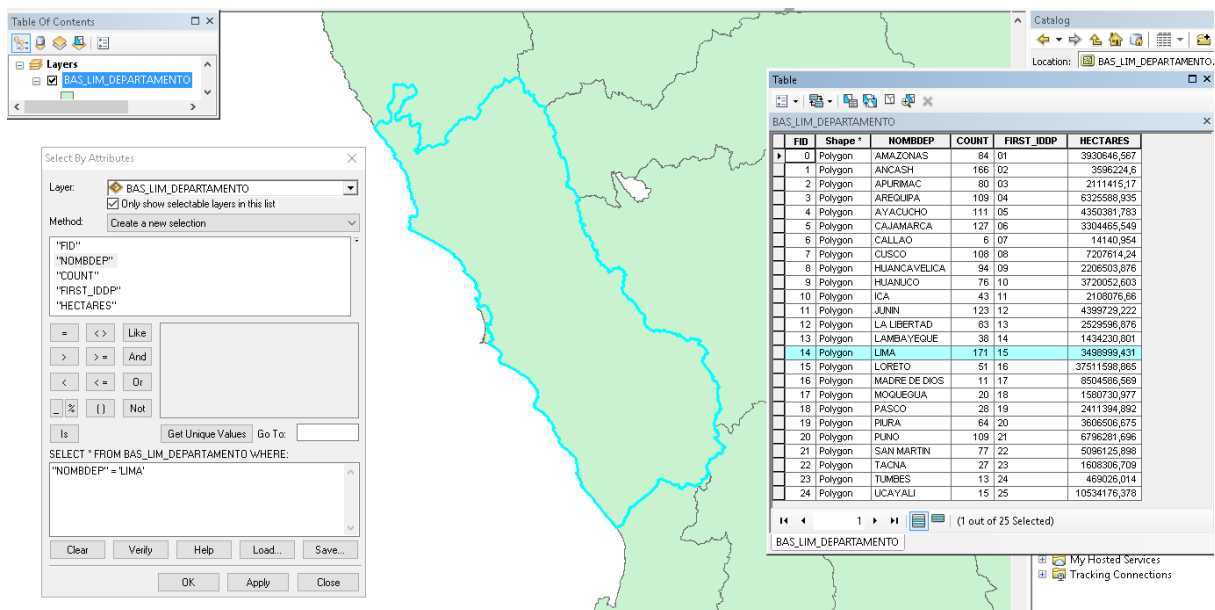 Table Of Contents
Layers
BAS_LIM_DEPARTAMENTO
Select By Attributes
Layer: BAS_LIM_DEPARTAMENTO
Only show selectable layers in this list
Method: Create a new selection
"FID"
"NOMBDEP"
"COUNT"
"FIRST_IDDP"
"HECTARES"
= < > Like
> > = And
< < = Or
_ % ( ) Not
Is Get Unique Values Go To:
SELECT * FROM BAS_LIM_DEPARTAMENTO WHERE:
"NOMBDEP" = 'LIMA'
Clear Verify Help Load... Save...
OK Apply Close
Catalog
Location: BAS_LIM_DEPARTAMENTO.
Table
BAS_LIM_DEPARTAMENTO
FID Shape * NOMBDEP COUNT FIRST_IDDP HECTARES
0 Polygon AMAZONAS 84 01 3930646,567
1 Polygon ANCASH 166 02 3596224,6
2 Polygon APURIMAC 80 03 2111415,17
3 Polygon AREQUIPA 109 04 6325588,935
4 Polygon AYACUCHO 111 05 4350381,783
5 Polygon CAJAMARCA 127 06 3304465,549
6 Polygon CALLAO 6 07 14140,954
7 Polygon CUSCO 108 08 7207614,24
8 Polygon HUANCAVELICA 94 09 2206503,876
9 Polygon HUANUCO 76 10 3720052,603
10 Polygon ICA 43 11 2108076,66
11 Polygon JUNIN 123 12 4399729,222
12 Polygon LA LIBERTAD 83 13 2529596,876
13 Polygon LAMBAYEQUE 38 14 1434230,801
14 Polygon LIMA 171 15 3498999,431
15 Polygon LORETO 51 16 37511598,865
16 Polygon MADRE DE DIOS 11 17 8504586,569
17 Polygon MOQUEGUA 20 18 1580730,977
18 Polygon PASCO 28 19 2411394,892
19 Polygon PIURA 64 20 3606506,675
20 Polygon PUNO 109 21 6796281,696
21 Polygon SAN MARTIN 77 22 5096125,898
22 Polygon TACNA 27 23 1608306,709
23 Polygon TUMBES 13 24 469026,014
24 Polygon UCAYALI 15 25 10534176,378
1 (1 out of 25 Selected)
BAS_LIM_DEPARTAMENTO
My Hosted Services
Tracking Connections